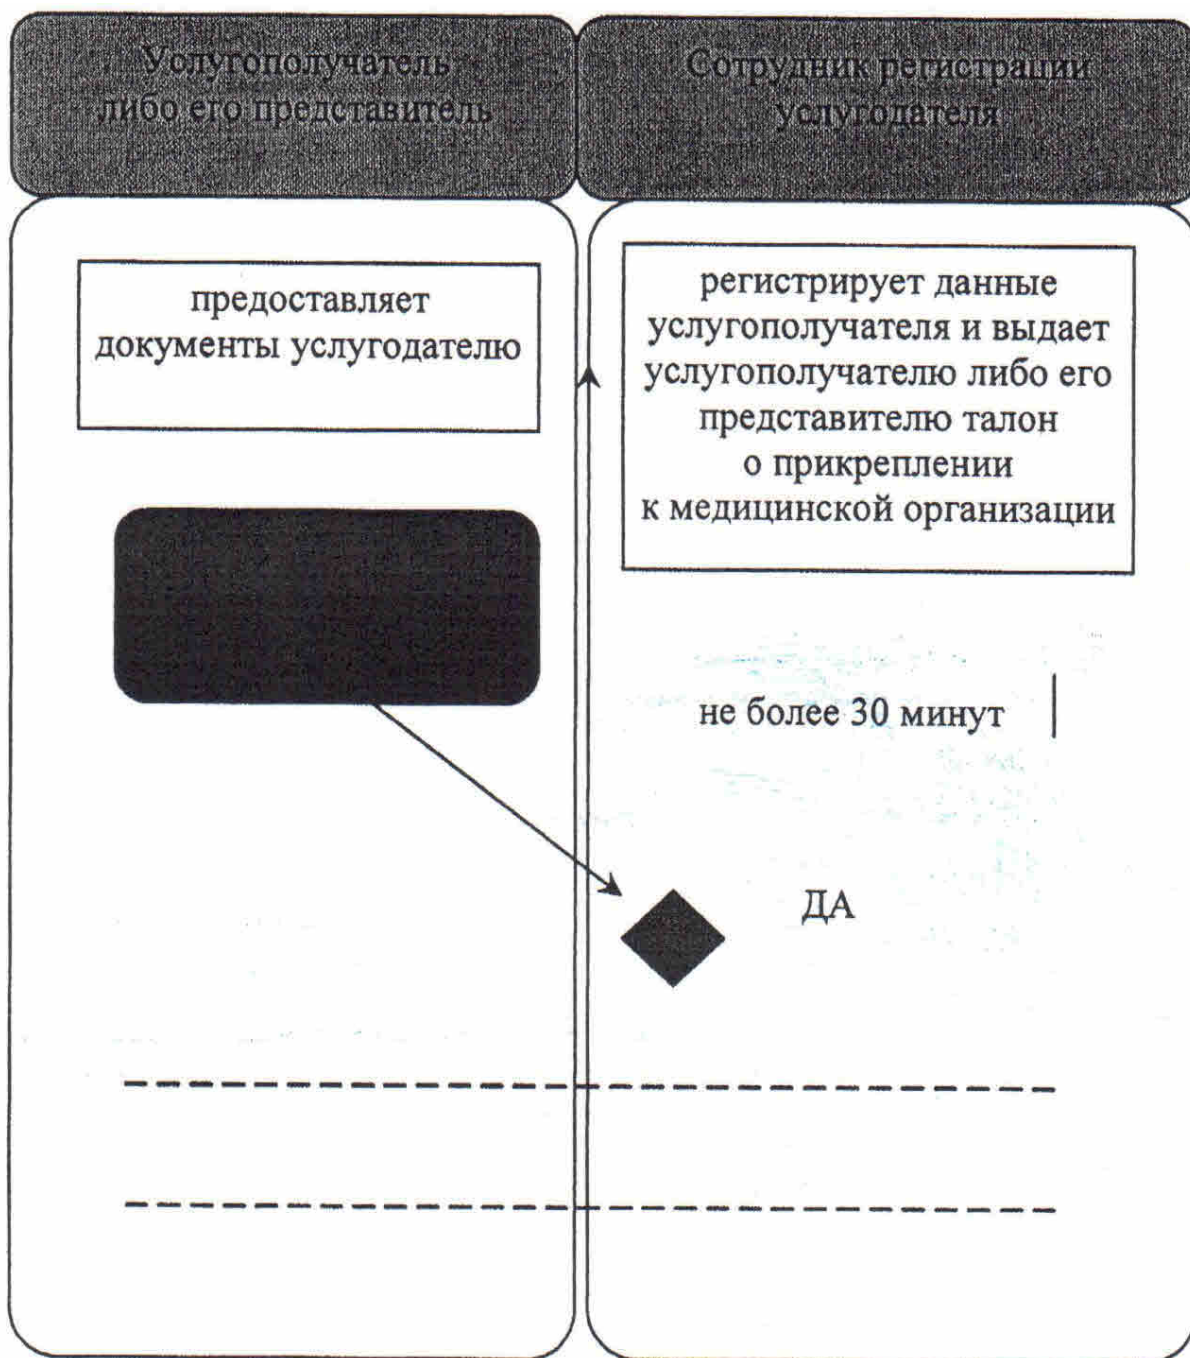 Услугополучатель
либо его представитель
Сотрудник регистрации
услугодателя
предоставляет
документы услугодателю
регистрирует данные
услугополучателя и выдает
услугополучателю либо его
представителю талон
о прикреплении
к медицинской организации
не более 30 минут
ДА